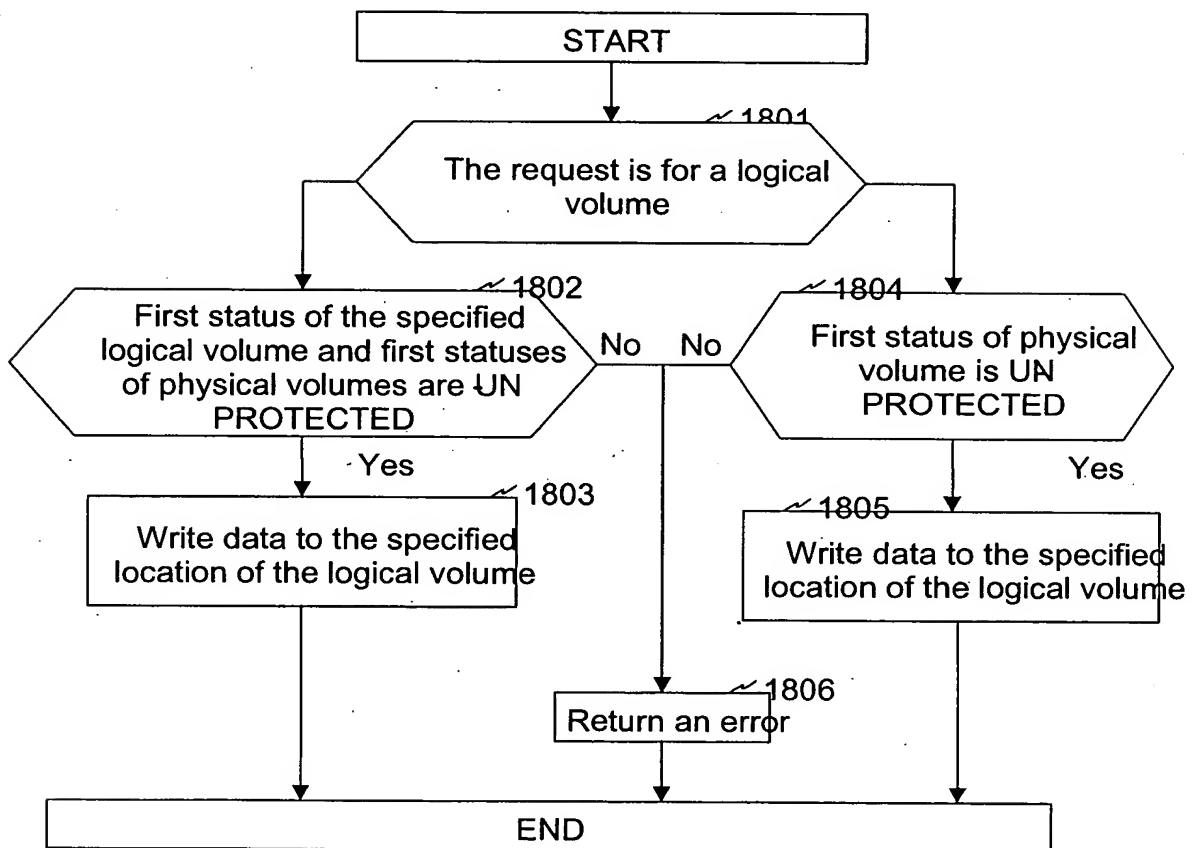 START
1801
The request is for a logical
volume
1802
First status of the specified
logical volume and first statuses
of physical volumes are UN
PROTECTED
No
No
1804
First status of physical
volume is UN
PROTECTED
Yes
Yes
1803
Write data to the specified
location of the logical volume
1805
Write data to the specified
location of the logical volume
1806
Return an error
END